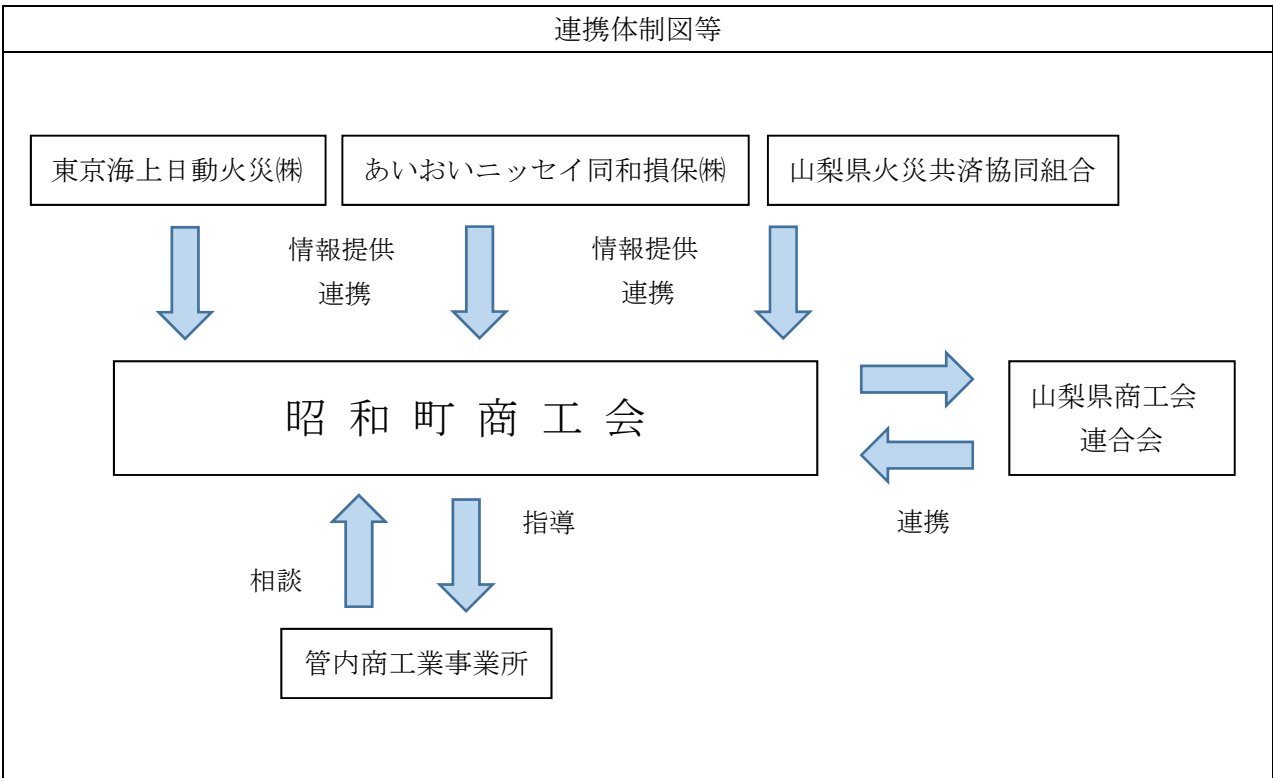 連携体制図等
東京海上日動火災㈱
あいおいニッセイ同和損保㈱
山梨県火災共済協同組合
情報提供
連携
情報提供
連携
昭和町商工会
山梨県商工会
連合会
連携
指導
相談
管内商工業事業所